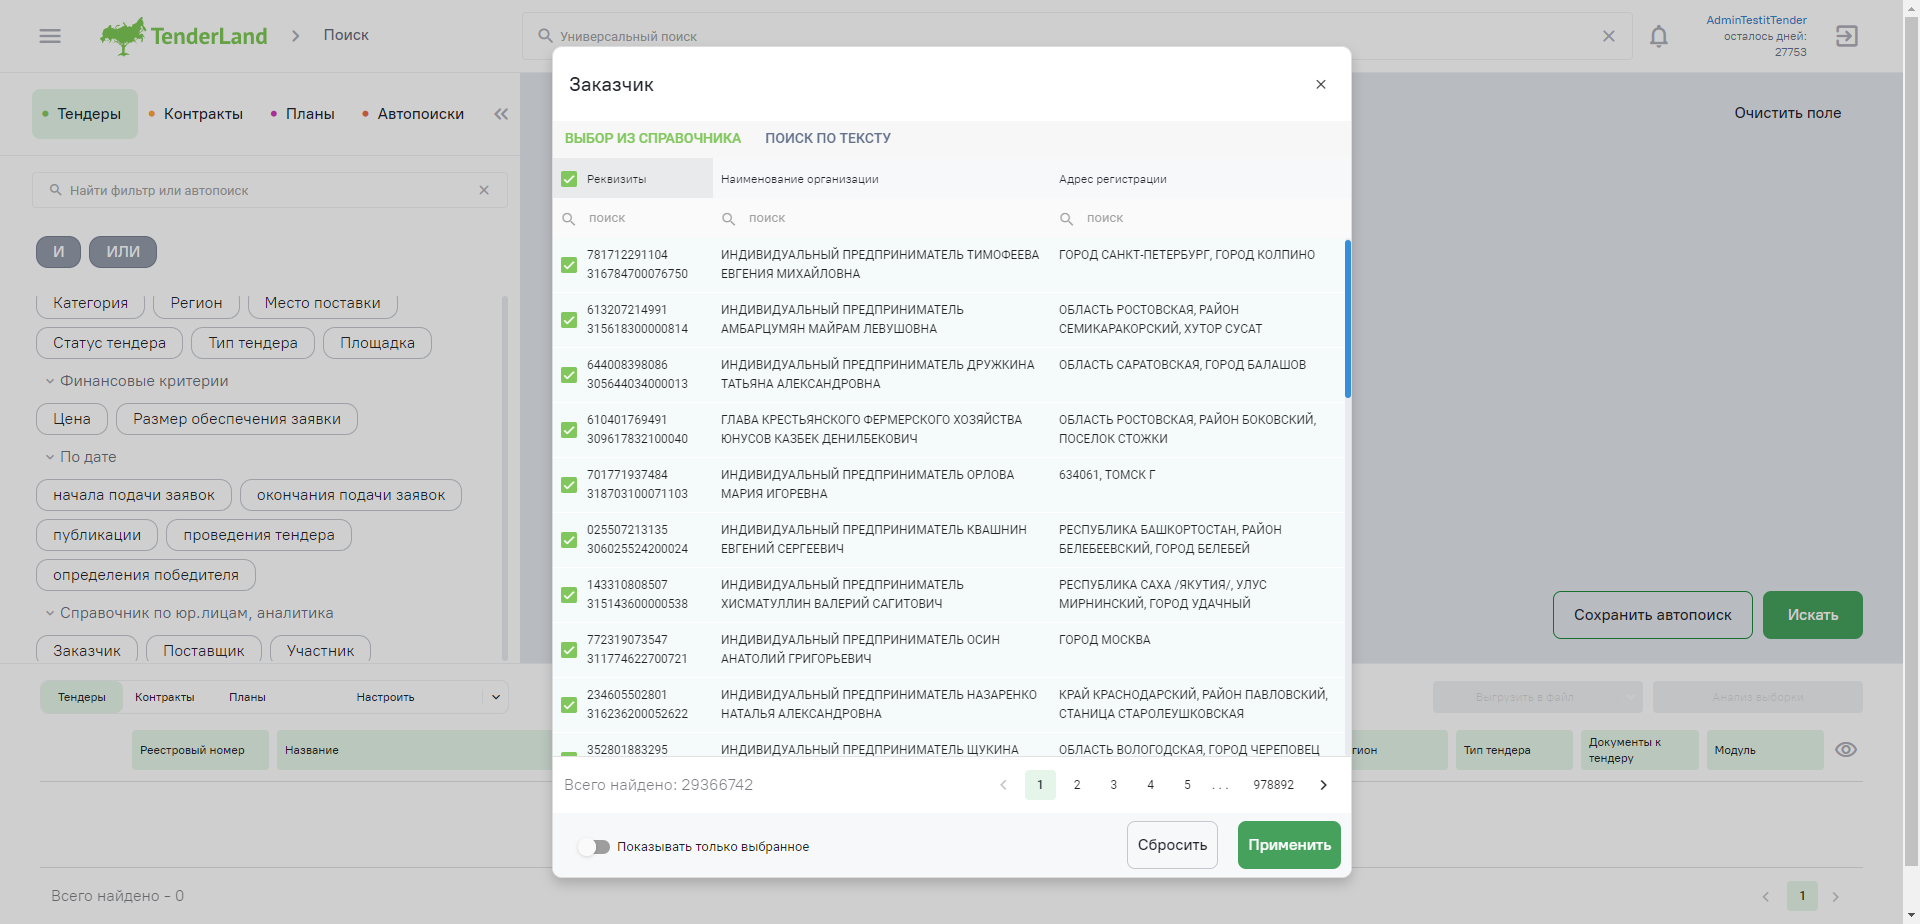 TenderLand
Поиск
Универсальный поиск
AdminTestitTender
осталось дней:
27753
Тендеры
Контракты
Планы
Автопоиски
Очистить поле
Найти фильтр или автопоиск
И
ИЛИ
Категория
Регион
Место поставки
Статус тендера
Тип тендера
Площадка
Финансовые критерии
Цена
Размер обеспечения заявки
По дате
начала подачи заявок
окончания подачи заявок
публикации
проведения тендера
определения победителя
Справочник по юр.лицам, аналитика
Заказчик
Поставщик
Участник
Сохранить автопоиск
Искать
Заказчик
ВЫБОР ИЗ СПРАВОЧНИКА
ПОИСК ПО ТЕКСТУ
Реквизиты
Наименование организации
Адрес регистрации
поиск
поиск
поиск
781712291104
316784700076750
ИНДИВИДУАЛЬНЫЙ ПРЕДПРИНИМАТЕЛЬ ТИМОФЕЕВА
ЕВГЕНИЯ МИХАЙЛОВНА
ГОРОД САНКТ-ПЕТЕРБУРГ, ГОРОД КОЛПИНО
613207214991
315618300000814
ИНДИВИДУАЛЬНЫЙ ПРЕДПРИНИМАТЕЛЬ
АМБАРЦУМЯН МАЙРАМ ЛЕВУШОВНА
ОБЛАСТЬ РОСТОВСКАЯ, РАЙОН
СЕМИКАРАКОРСКИЙ, ХУТОР СУСАТ
644008398086
305644034000013
ИНДИВИДУАЛЬНЫЙ ПРЕДПРИНИМАТЕЛЬ ДРУЖКИНА
ТАТЬЯНА АЛЕКСАНДРОВНА
ОБЛАСТЬ САРАТОВСКАЯ, ГОРОД БАЛАШОВ
610401769491
309617832100040
ГЛАВА КРЕСТЬЯНСКОГО ФЕРМЕРСКОГО ХОЗЯЙСТВА
ЮНУСОВ КАЗБЕК ДЕНИЛБЕКОВИЧ
ОБЛАСТЬ РОСТОВСКАЯ, РАЙОН БОКОВСКИЙ,
ПОСЕЛОК СТОЖКИ
701771937484
318703100071103
ИНДИВИДУАЛЬНЫЙ ПРЕДПРИНИМАТЕЛЬ ОРЛОВА
МАРИЯ ИГОРЕВНА
634061, ТОМСК Г
025507213135
306025524200024
ИНДИВИДУАЛЬНЫЙ ПРЕДПРИНИМАТЕЛЬ КВАШНИН
ЕВГЕНИЙ СЕРГЕЕВИЧ
РЕСПУБЛИКА БАШКОРТОСТАН, РАЙОН
БЕЛЕБЕЕВСКИЙ, ГОРОД БЕЛЕБЕЙ
143310808507
315143600000538
ИНДИВИДУАЛЬНЫЙ ПРЕДПРИНИМАТЕЛЬ
ХИСМАТУЛЛИН ВАЛЕРИЙ САГИТОВИЧ
РЕСПУБЛИКА САХА /ЯКУТИЯ/, УЛУС
МИРНИНСКИЙ, ГОРОД УДАЧНЫЙ
772319073547
311774622700721
ИНДИВИДУАЛЬНЫЙ ПРЕДПРИНИМАТЕЛЬ ОСИН
АНАТОЛИЙ ГРИГОРЬЕВИЧ
ГОРОД МОСКВА
234605502801
316236200052622
ИНДИВИДУАЛЬНЫЙ ПРЕДПРИНИМАТЕЛЬ НАЗАРЕНКО
НАТАЛЬЯ АЛЕКСАНДРОВНА
КРАЙ КРАСНОДАРСКИЙ, РАЙОН ПАВЛОВСКИЙ,
СТАНИЦА СТАРОЛЕУШКОВСКАЯ
352801883295
ИНДИВИДУАЛЬНЫЙ ПРЕДПРИНИМАТЕЛЬ ЩУКИНА
ОБЛАСТЬ ВОЛОГОДСКАЯ, ГОРОД ЧЕРЕПОВЕЦ
Всего найдено: 29366742
1 2 3 4 5 ... 978892
Показывать только выбранное
Сбросить
Применить
Тендеры
Контракты
Планы
Настроить
Выгрузить в файл
Анализ выборки
Реестровый номер
Название
гион
Тип тендера
Документы к
тендеру
Модуль
Всего найдено - 0
1